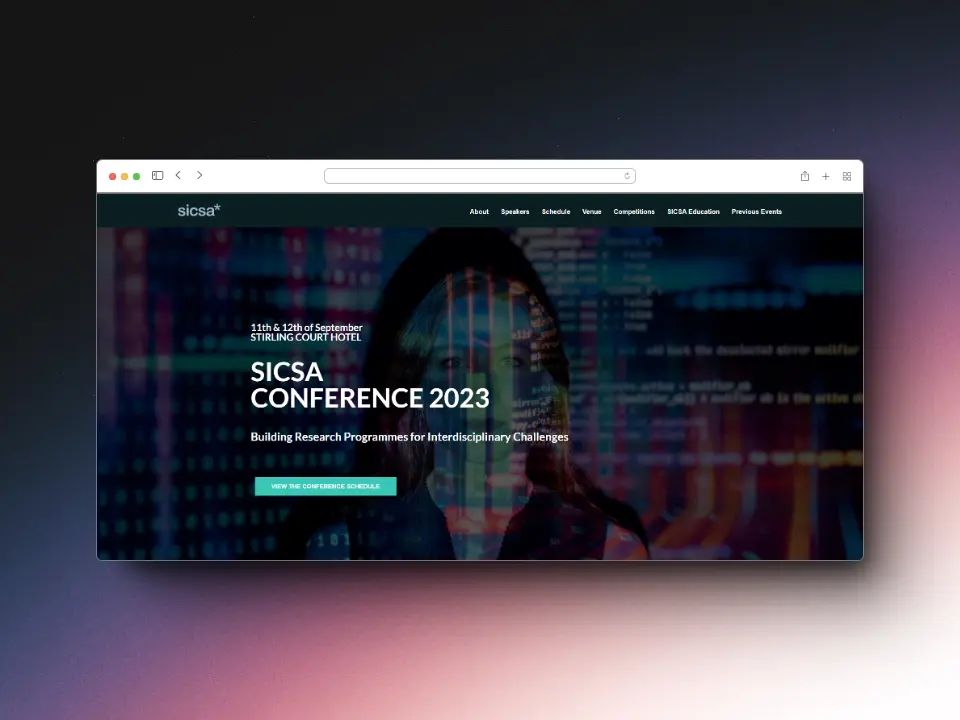 sicsa*
About Speakers Schedule Venue Competitions SICSA Education Previous Events
11th & 12th of September
STIRLING COURT HOTEL
SICSA
CONFERENCE 2023
Building Research Programmes for Interdisciplinary Challenges
VIEW THE CONFERENCE SCHEDULE